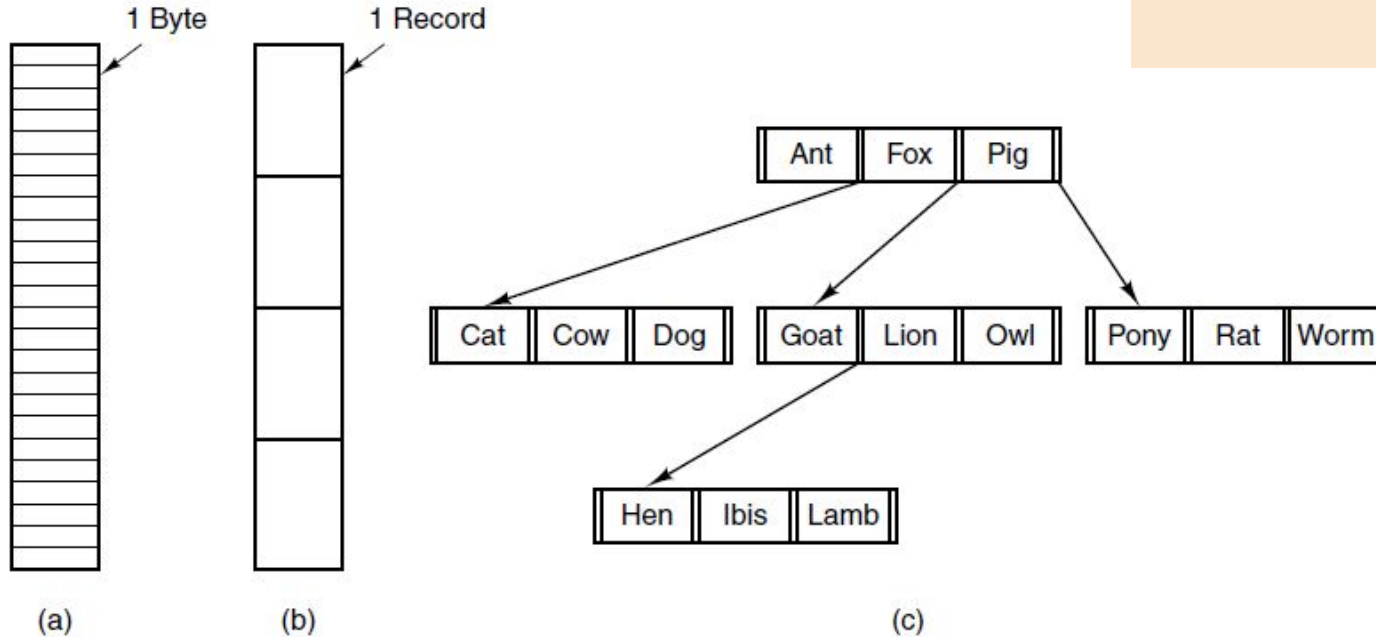 1 Byte
1 Record
Ant Fox Pig
Cat Cow Dog
Goat Lion Owl
Pony Rat Worm
Hen Ibis Lamb
(a)
(b)
(c)